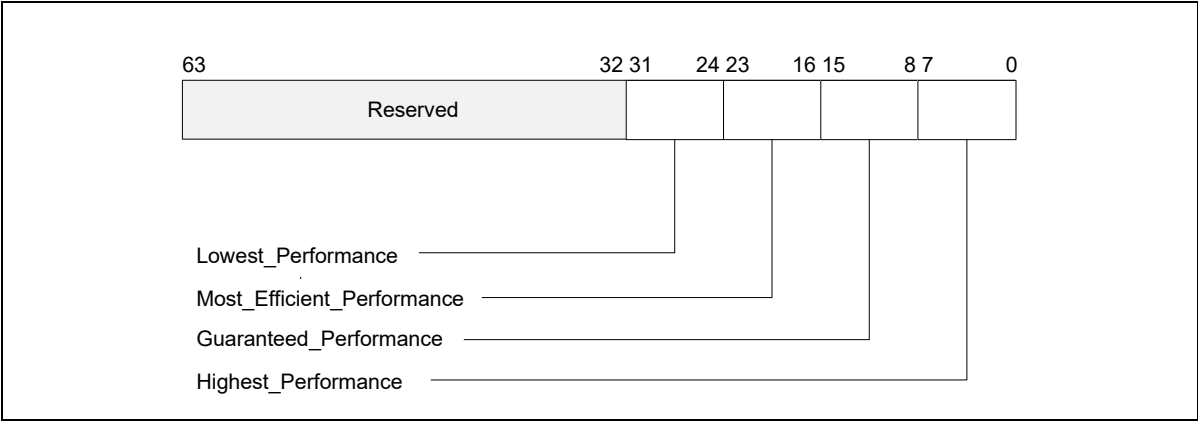 63 32 31 24 23 16 15 8 7 0
Reserved
Lowest_Performance
Most_Efficient_Performance
Guaranteed_Performance
Highest_Performance